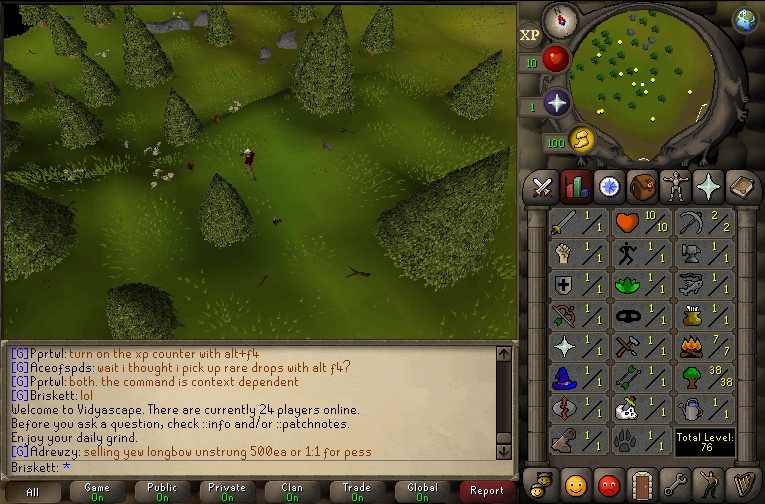 XP
10
1
100
1/1
10/10
2/2
1/1
1/1
1/1
1/1
1/1
1/1
1/1
1/1
1/1
1/1
1/1
7/7
1/1
1/1
38/38
1/1
1/1
1/1
1/1
1/1
Total Level:
76
[G]Pprtwl: turn on the xp counter with alt+f4
[G]Aceofspds: wait i thought i pick up rare drops with alt f4?
[G]Pprtwl: both. the command is context dependent
[G]Briskett: lol
Welcome to Vidyascape. There are currently 24 players online.
Before you ask a question, check ::info and/or ::patchnotes.
Enjoy your daily grind.
[G]Adrewzy: selling yew longbow unstrung 500ea or 1:1 for pess
Briskett: *
All
Game
On
Public
On
Private
On
Clan
On
Trade
On
Global
On
Report